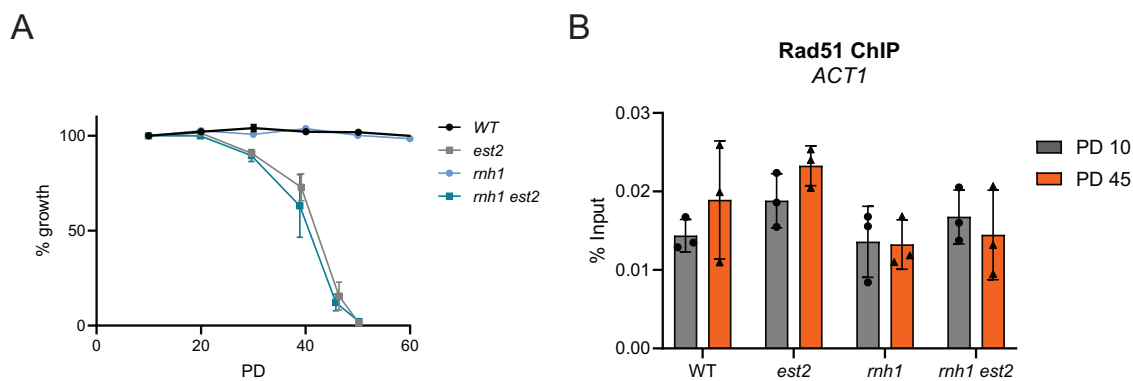 A
% growth
100
50
0
0
20
40
60
PD
WT
est2
rnh1
rnh1 est2
B
Rad51 ChIP
ACT1
% Input
0.03
0.02
0.01
0.00
WT
est2
rnh1
rnh1 est2
PD 10
PD 45